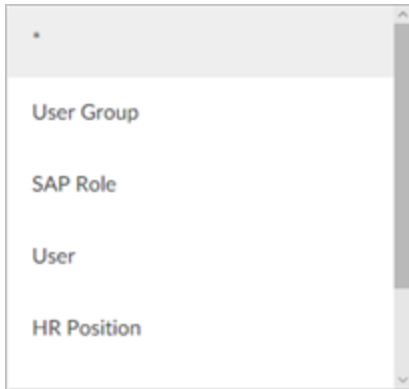 *
User Group
SAP Role
User
HR Position